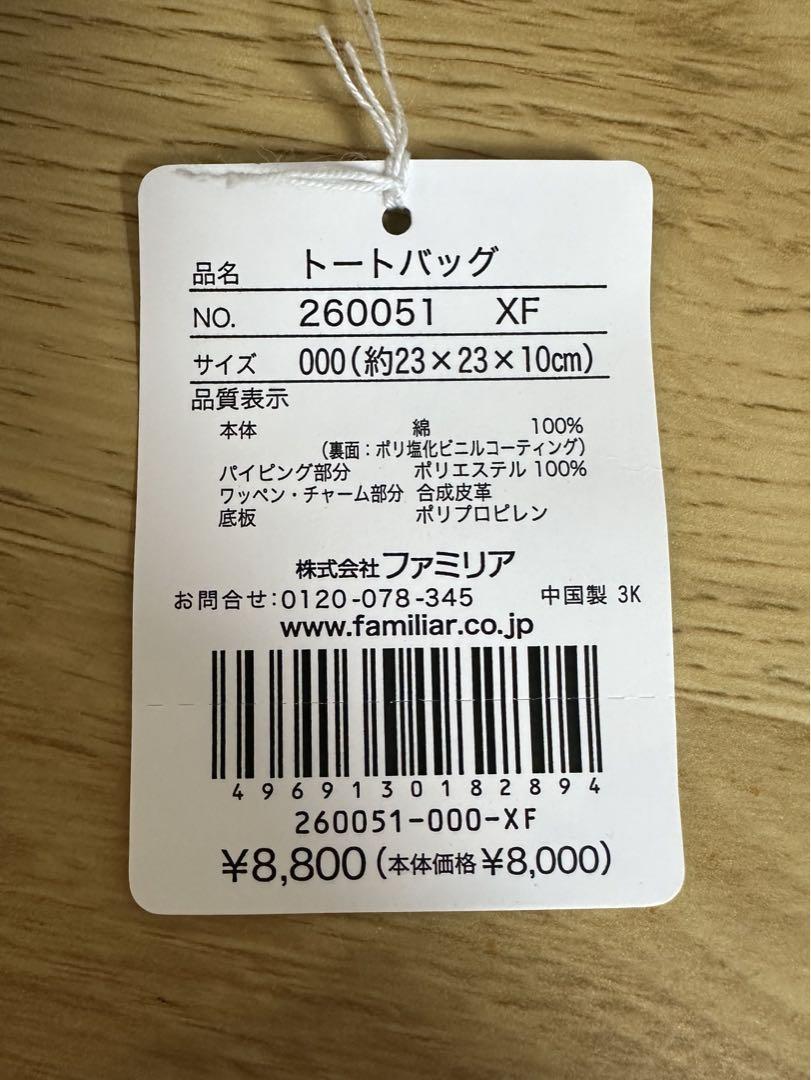 品名 トートバッグ
NO. 260051 XF
サイズ 000(約23×23×10cm)
品質表示
本体 綿 100%
(裏面：ポリ塩化ビニルコーティング)
パイピング部分 ポリエステル 100%
ワッペン・チャーム部分 合成皮革
底板 ポリプロピレン
株式会社ファミリア
お問合せ:0120-078-345 中国製 3K
www.familiar.co.jp
4969130182894
260051-000-XF
¥8,800(本体価格¥8,000)